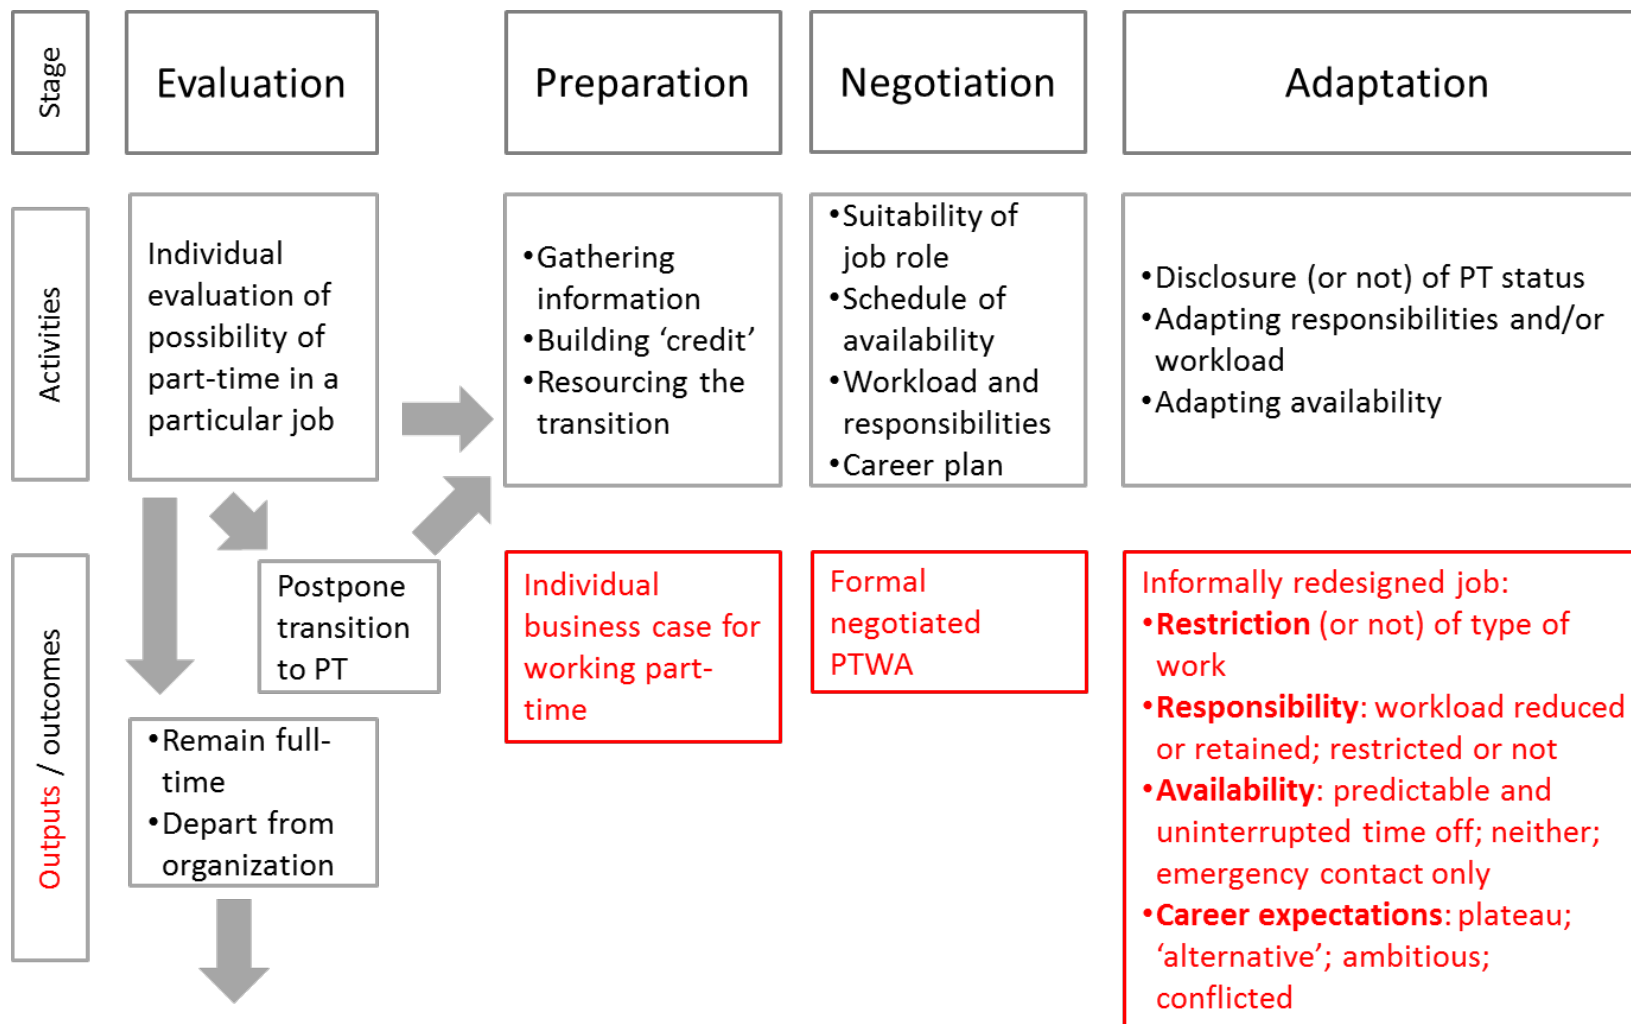 Stage
Evaluation
Preparation
Negotiation
Adaptation
Activities
Individual
evaluation of
possibility of
part-time in a
particular job
•Gathering
information
•Building ‘credit’
•Resourcing the
transition
•Suitability of
job role
•Schedule of
availability
•Workload and
responsibilities
•Career plan
•Disclosure (or not) of PT status
•Adapting responsibilities and/or
workload
•Adapting availability
Outputs / outcomes
Postpone
transition
to PT
•Remain full-
time
•Depart from
organization
Individual
business case for
working part-
time
Formal
negotiated
PTWA
Informally redesigned job:
•Restriction (or not) of type of
work
•Responsibility: workload reduced
or retained; restricted or not
•Availability: predictable and
uninterrupted time off; neither;
emergency contact only
•Career expectations: plateau;
‘alternative’; ambitious;
conflicted